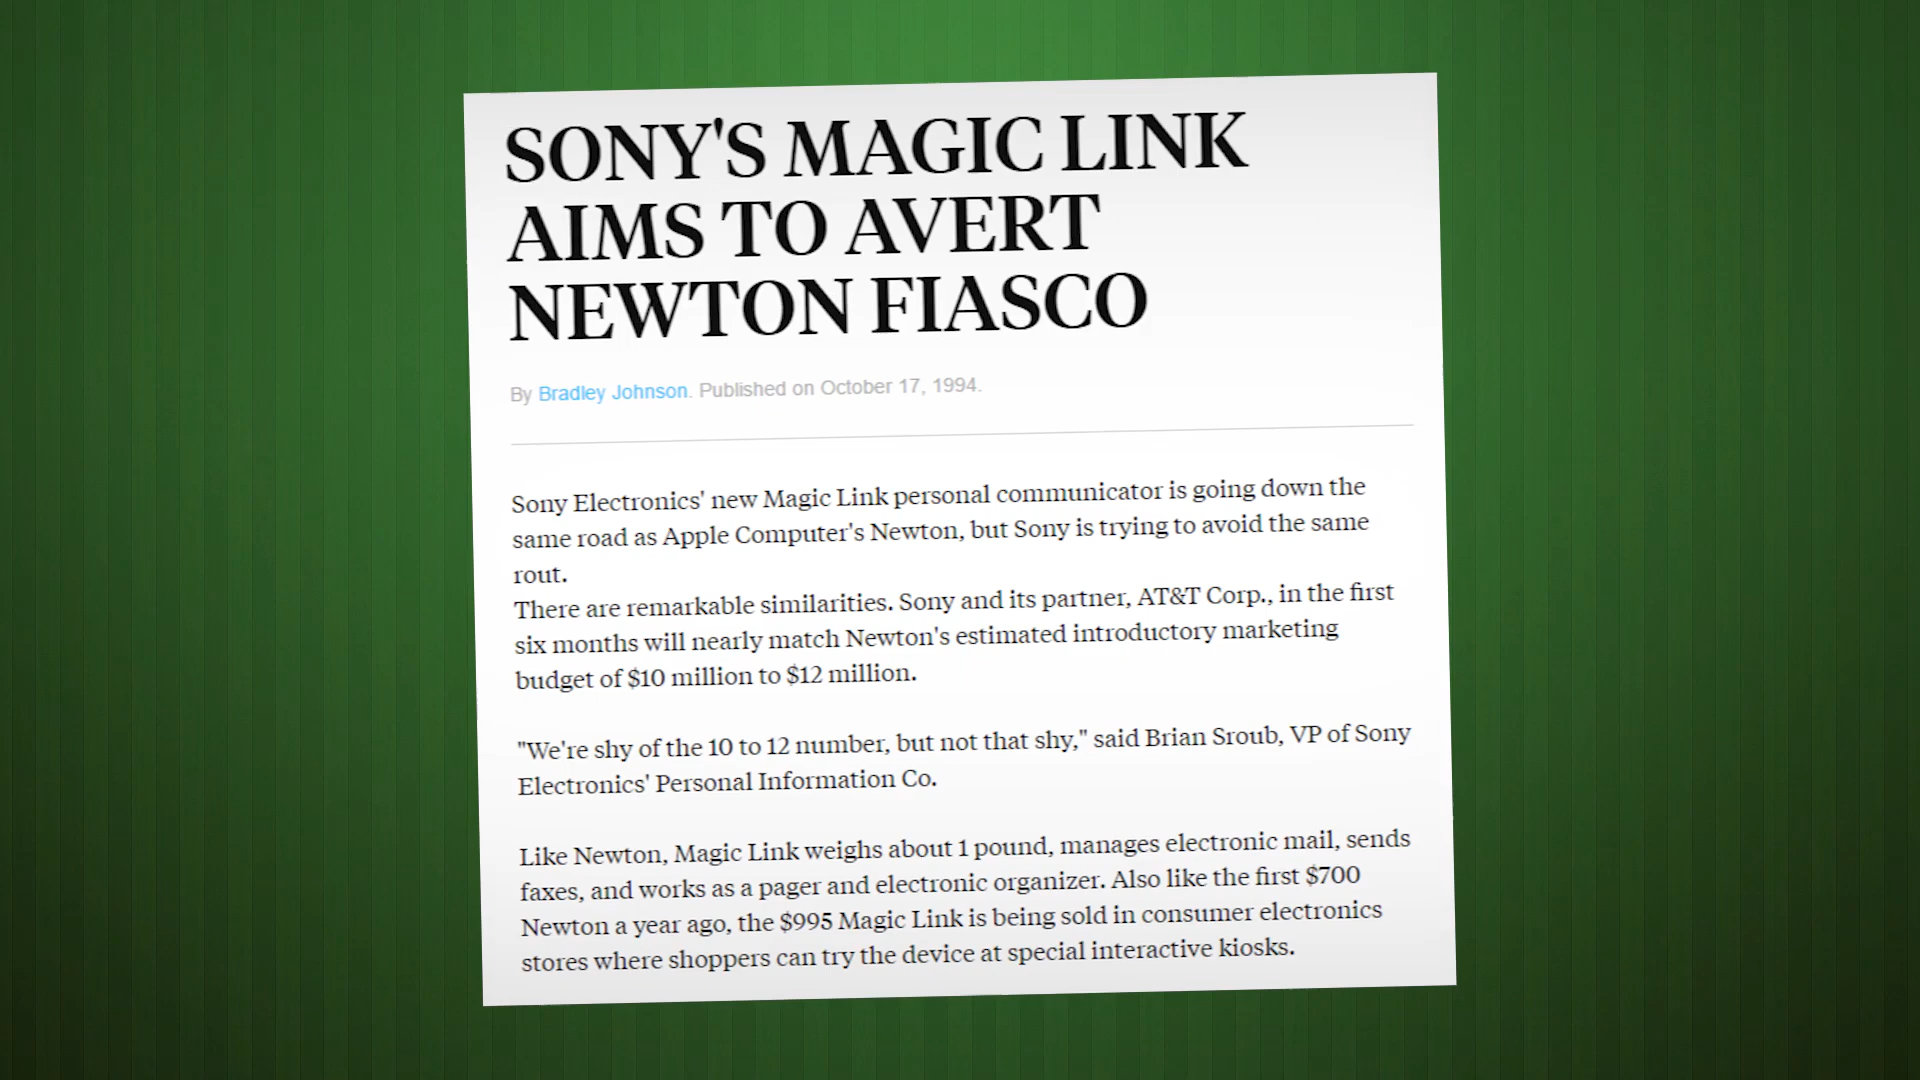 SONY'S MAGIC LINK
AIMS TO AVERT
NEWTON FIASCO
By Bradley Johnson. Published on October 17, 1994.
Sony Electronics' new Magic Link personal communicator is going down the
same road as Apple Computer's Newton, but Sony is trying to avoid the same
rout.
There are remarkable similarities. Sony and its partner, AT&T Corp., in the first
six months will nearly match Newton's estimated introductory marketing
budget of $10 million to $12 million.
"We're shy of the 10 to 12 number, but not that shy," said Brian Sroub, VP of Sony
Electronics' Personal Information Co.
Like Newton, Magic Link weighs about 1 pound, manages electronic mail, sends
faxes, and works as a pager and electronic organizer. Also like the first $700
Newton a year ago, the $995 Magic Link is being sold in consumer electronics
stores where shoppers can try the device at special interactive kiosks.